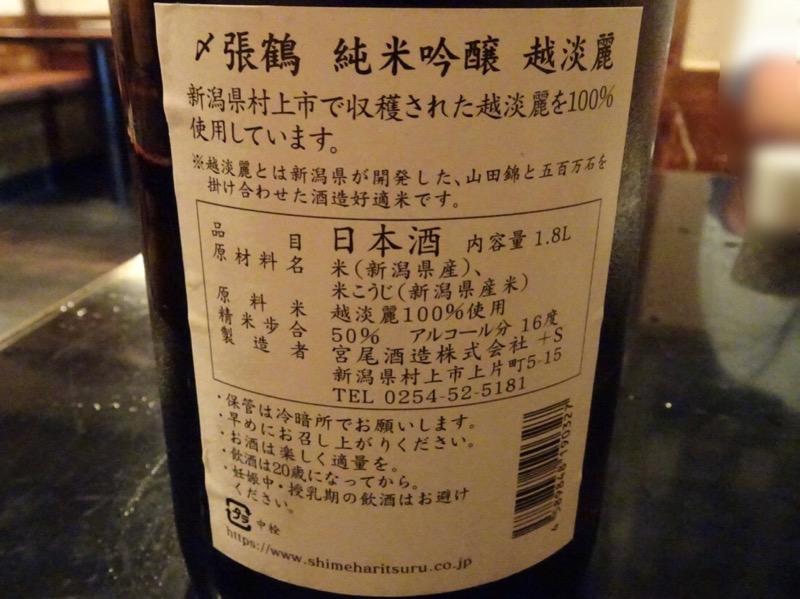 〆張鶴 純米吟醸 越淡麗
新潟県村上市で収穫された越淡麗を100%
使用しています。
※越淡麗とは新潟県が開発した、山田錦と五百万石を
掛け合わせた酒造好適米です。
品目 日本酒 内容量 1.8L
原材料名 米(新潟県産)、
米こうじ(新潟県産米)
原料米 越淡麗100%使用
精米歩合 50% アルコール分 16度
製造者 宮尾酒造株式会社 +S
新潟県村上市上片町5-15
TEL 0254-52-5181
・保管は冷暗所でお願いします。
・早めにお召し上がりください。
・お酒は楽しく適量を。
・飲酒は20歳になってから。
・妊娠中・授乳期の飲酒はお避け
ください。
タラ 中栓
https://www.shimeharitsuru.co.jp
4 989848 190327